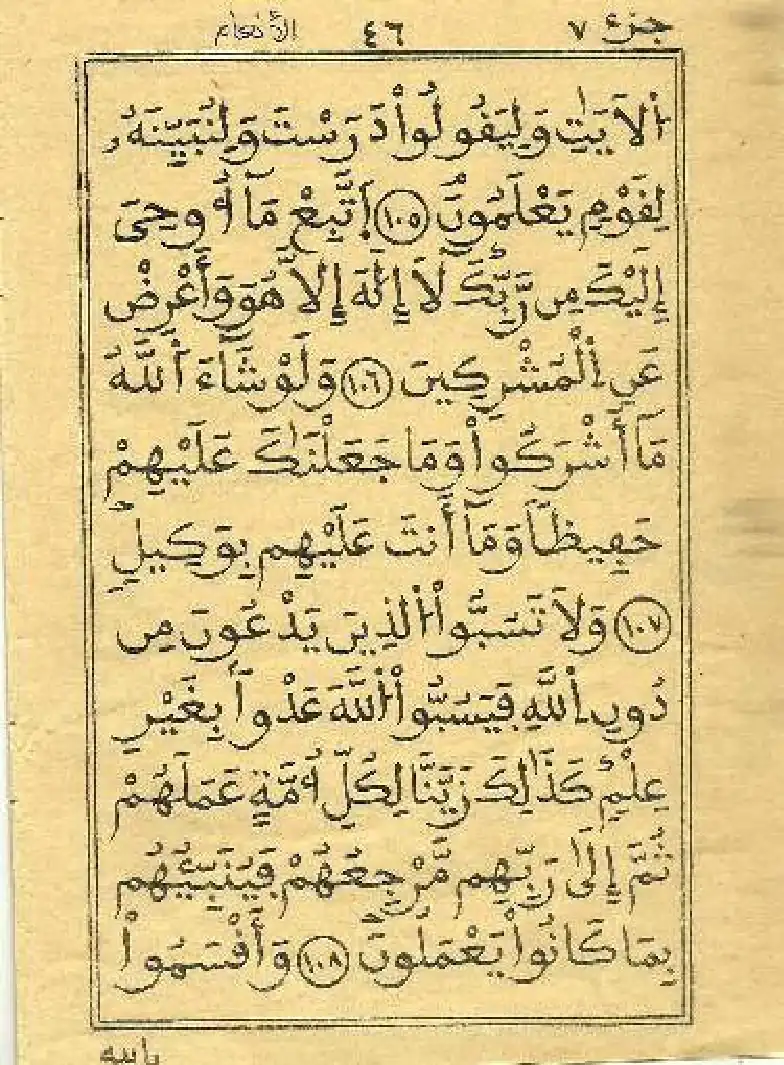 جزء ٧ ٤٦ الأنعام
اَ۬لَايَٰتِ وَلِيَقُولُواْ دَرَسْتَ وَلِنُبَيِّنَهُۥ
لِقَوْمٍ يَعْلَمُونَ ١٠٥ اِ۪تَّبِعْ مَآ أُوحِىَ
إِلَيْكَ مِن رَّبِّكَ لَآ إِلَٰهَ إِلَّا هُوَ وَأَعْرِضْ
عَنِ اِ۬لْمُشْرِكِينَ ١٠٦ وَلَوْ شَآءَ اَ۬للَّهُ
مَآ أَشْرَكُواْ وَمَا جَعَلْنَٰكَ عَلَيْهِمْ
حَفِيظاً وَمَآ أَنتَ عَلَيْهِم بِوَكِيلٍ
١٠٧ وَلَا تَسُبُّواْ اُ۬لذِينَ يَدْعُونَ مِن
دُونِ اِ۬للَّهِ فَيَسُبُّواْ اُ۬للَّهَ عَدْواَۢ بِغَيْرِ
عِلْمٍ كَذَٰلِكَ زَيَّنَّا لِكُلِّ أُمَّةٍ عَمَلَهُمْ
ثُمَّ إِلَىٰ رَبِّهِم مَّرْجِعُهُمْ فَيُنَبِّئُهُم
بِمَا كَانُواْ يَعْمَلُونَ ١٠٨ وَأَقْسَمُواْ
بالله